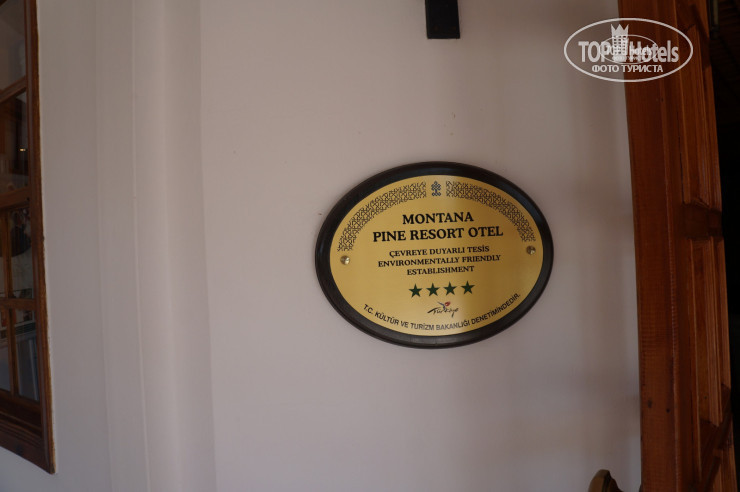 TOP Hotels
ФОТО ТУРИСТА
MONTANA
PINE RESORT OTEL
ÇEVREYE DUYARLI TESİS
ENVIRONMENTALLY FRIENDLY
ESTABLISHMENT
Türkiye
T.C. KÜLTÜR VE TURİZM BAKANLIĞI DENETİMİNDEDİR.